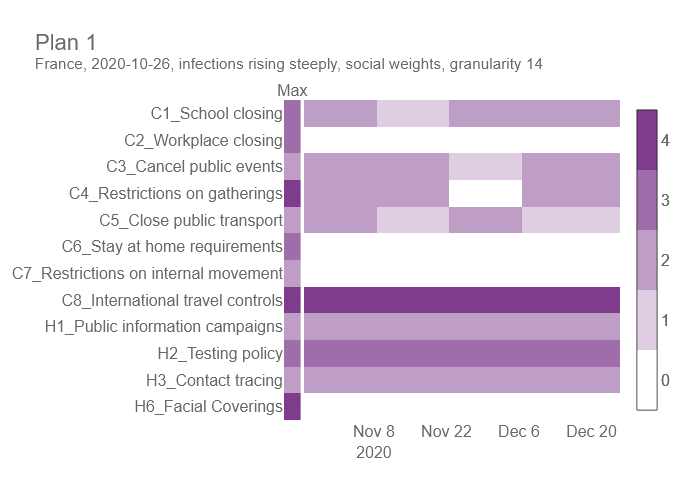 Plan 1
France, 2020-10-26, infections rising steeply, social weights, granularity 14
Max
C1_School closing
C2_Workplace closing
C3_Cancel public events
C4_Restrictions on gatherings
C5_Close public transport
C6_Stay at home requirements
C7_Restrictions on internal movement
C8_International travel controls
H1_Public information campaigns
H2_Testing policy
H3_Contact tracing
H6_Facial Coverings
Nov 8 Nov 22 Dec 6 Dec 20
2020
4
3
2
1
0